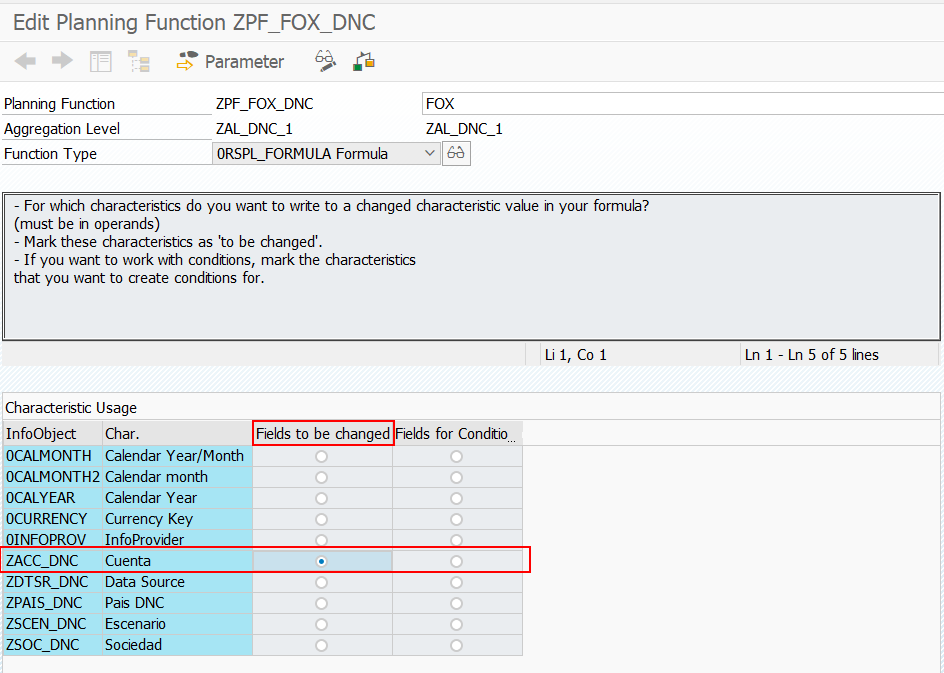 Edit Planning Function ZPF_FOX_DNC
Parameter
Planning Function ZPF_FOX_DNC FOX
Aggregation Level ZAL_DNC_1 ZAL_DNC_1
Function Type 0RSPL_FORMULA Formula
- For which characteristics do you want to write to a changed characteristic value in your formula?
(must be in operands)
- Mark these characteristics as 'to be changed'.
- If you want to work with conditions, mark the characteristics
that you want to create conditions for.
Li 1, Co 1 Ln 1 - Ln 5 of 5 lines
Characteristic Usage
InfoObject Char. Fields to be changed Fields for Conditio...
0CALMONTH Calendar Year/Month
0CALMONTH2 Calendar month
0CALYEAR Calendar Year
0CURRENCY Currency Key
0INFOPROV InfoProvider
ZACC_DNC Cuenta
ZDTSR_DNC Data Source
ZPAIS_DNC Pais DNC
ZSCEN_DNC Escenario
ZSOC_DNC Sociedad